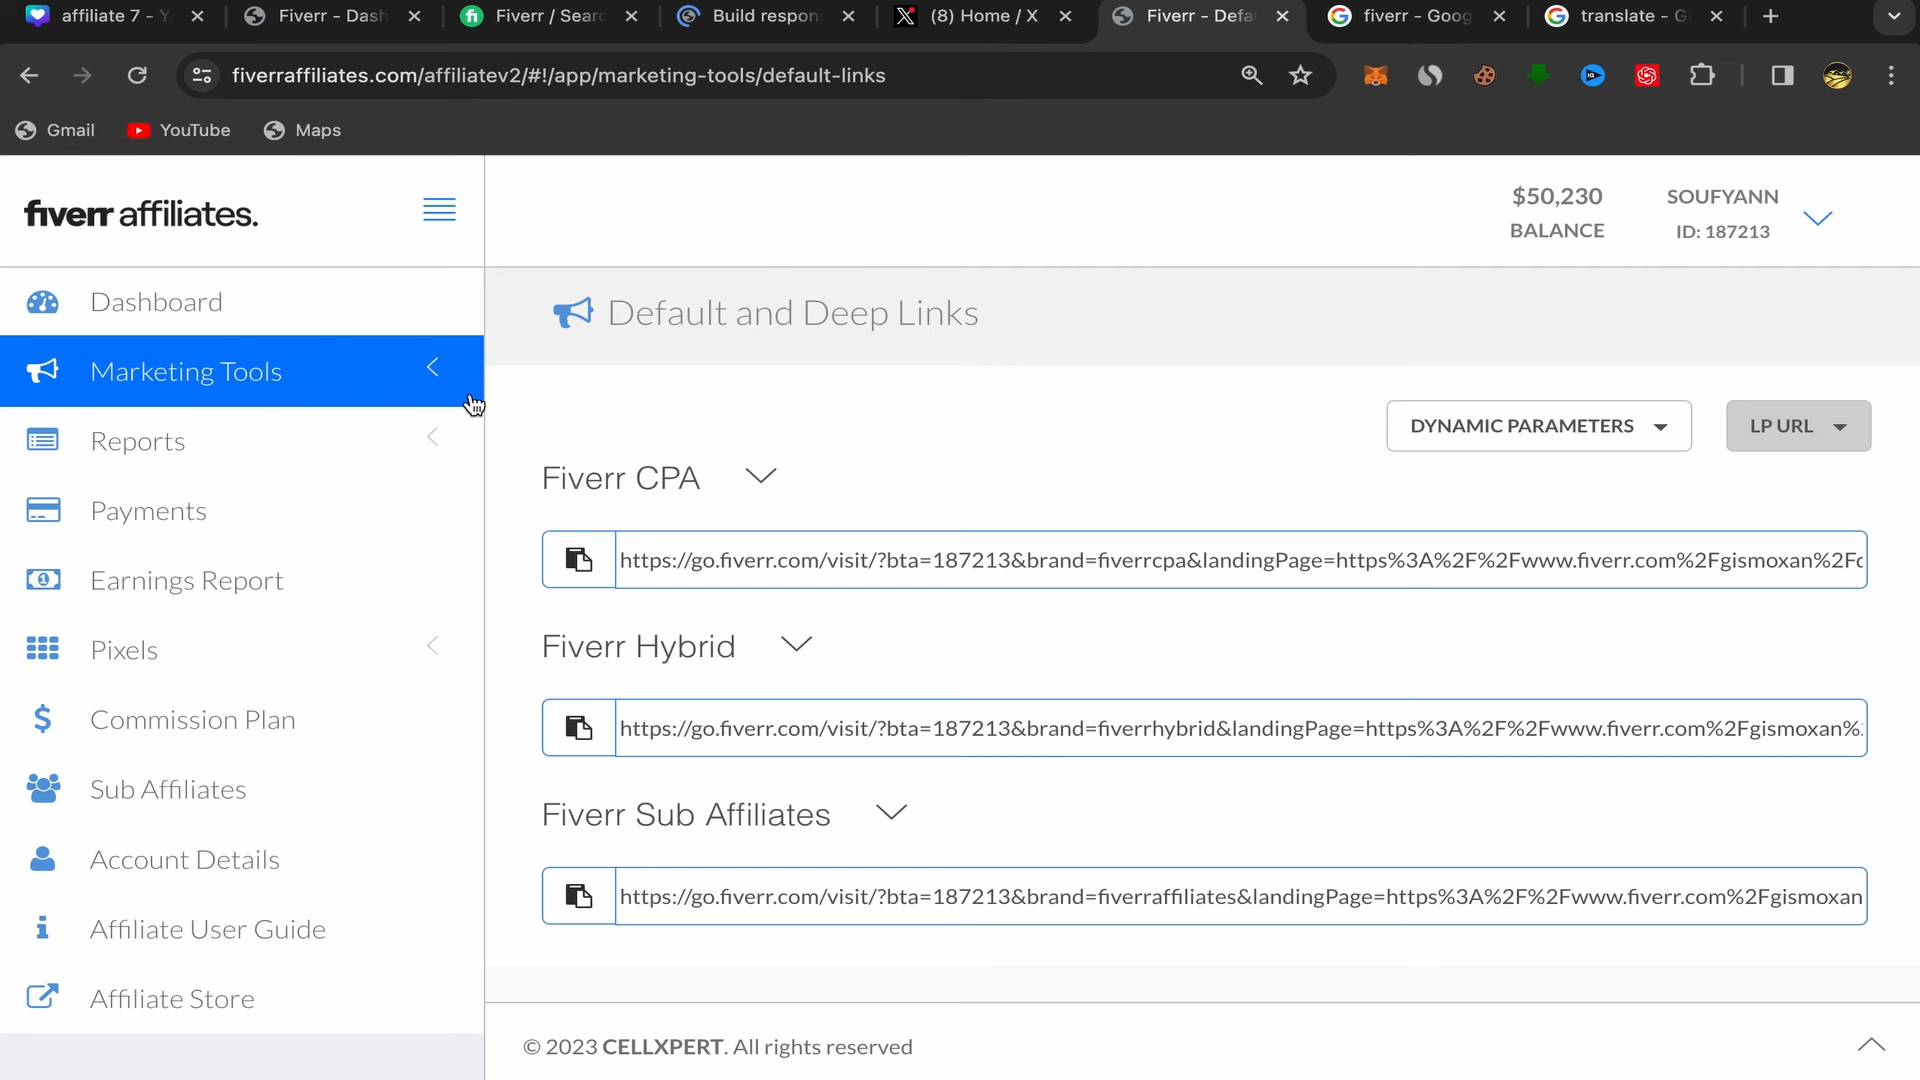 affiliate 7 - Y
Fiverr - Dash
Fiverr / Searc
Build respon
(8) Home / X
Fiverr - Defa
fiverr - Goog
translate - G
fiverraffiliates.com/affiliatev2/#!/app/marketing-tools/default-links
Gmail
YouTube
Maps
fiverr affiliates.
$50,230
BALANCE
SOUFYANN
ID: 187213
Dashboard
Marketing Tools
Reports
Payments
Earnings Report
Pixels
Commission Plan
Sub Affiliates
Account Details
Affiliate User Guide
Affiliate Store
Default and Deep Links
DYNAMIC PARAMETERS
LP URL
Fiverr CPA
https://go.fiverr.com/visit/?bta=187213&brand=fiverrcpa&landingPage=https%3A%2F%2Fwww.fiverr.com%2Fgismoxan%2Fc
Fiverr Hybrid
https://go.fiverr.com/visit/?bta=187213&brand=fiverrhybrid&landingPage=https%3A%2F%2Fwww.fiverr.com%2Fgismoxan%2
Fiverr Sub Affiliates
https://go.fiverr.com/visit/?bta=187213&brand=fiverraffiliates&landingPage=https%3A%2F%2Fwww.fiverr.com%2Fgismoxan
© 2023 CELLXPERT. All rights reserved